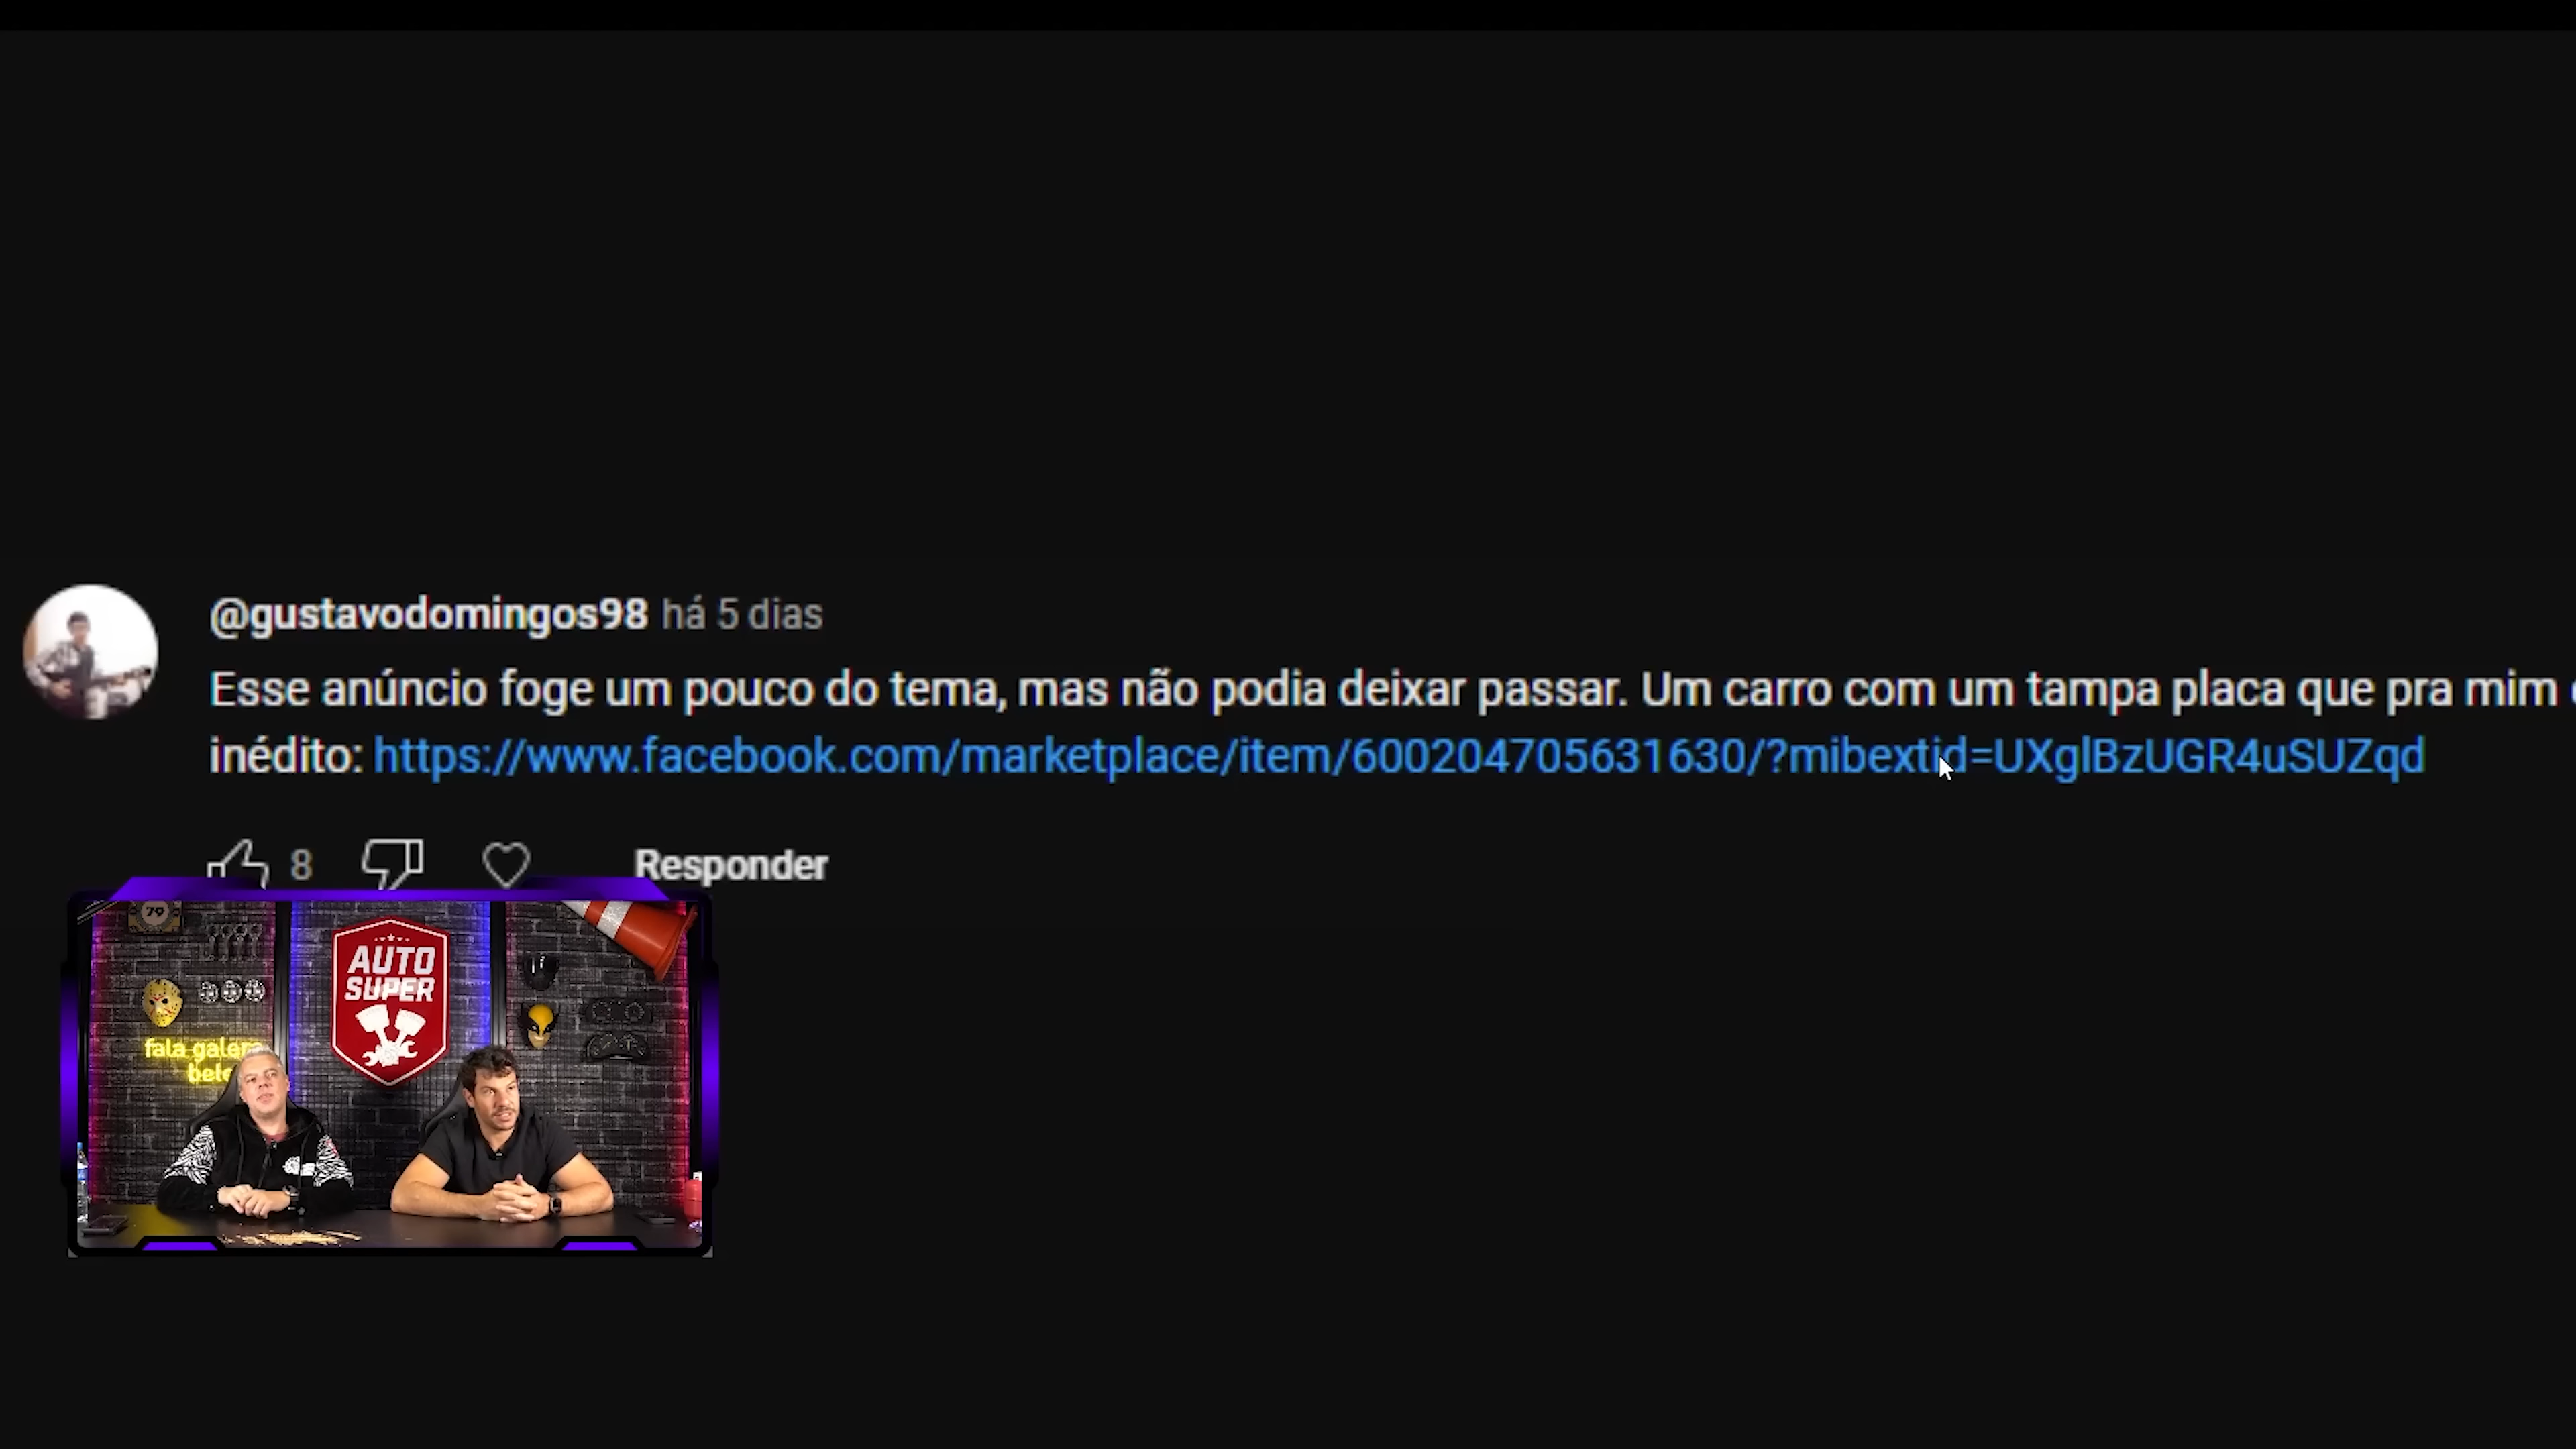 @gustavodomingos98 há 5 dias
Esse anúncio foge um pouco do tema, mas não podia deixar passar. Um carro com um tampa placa que pra mim
inédito: https://www.facebook.com/marketplace/item/600204705631630/?mibextid=UXglBzUGR4uSUZqd
8 Responder
79
AUTO
SUPER
fala galera
bele